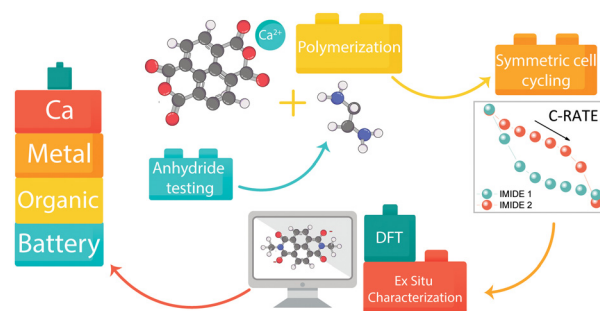 Ca²⁺
Polymerization
Symmetric cell
cycling
Ca
Metal
Organic
Battery
Anhydride
testing
C-RATE
IMIDE 1
IMIDE 2
DFT
Ex Situ
Characterization